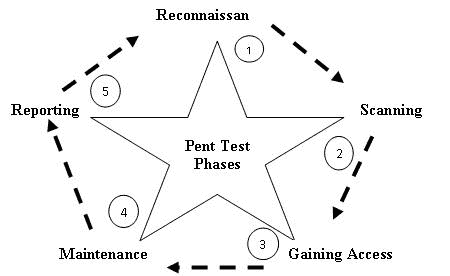 Reconnaissan
1
Reporting
5
Scanning
Pent Test
Phases
2
4
3
Maintenance
Gaining Access